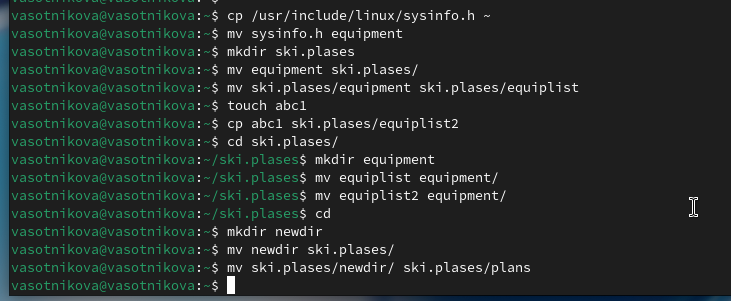 vasotnikova@vasotnikova:~$ cp /usr/include/linux/sysinfo.h ~
vasotnikova@vasotnikova:~$ mv sysinfo.h equipment
vasotnikova@vasotnikova:~$ mkdir ski.plases
vasotnikova@vasotnikova:~$ mv equipment ski.plases/
vasotnikova@vasotnikova:~$ mv ski.plases/equipment ski.plases/equiplist
vasotnikova@vasotnikova:~$ touch abc1
vasotnikova@vasotnikova:~$ cp abc1 ski.plases/equiplist2
vasotnikova@vasotnikova:~$ cd ski.plases/
vasotnikova@vasotnikova:~/ski.plases$ mkdir equipment
vasotnikova@vasotnikova:~/ski.plases$ mv equiplist equipment/
vasotnikova@vasotnikova:~/ski.plases$ mv equiplist2 equipment/
vasotnikova@vasotnikova:~/ski.plases$ cd
vasotnikova@vasotnikova:~$ mkdir newdir
vasotnikova@vasotnikova:~$ mv newdir ski.plases/
vasotnikova@vasotnikova:~$ mv ski.plases/newdir/ ski.plases/plans
vasotnikova@vasotnikova:~$